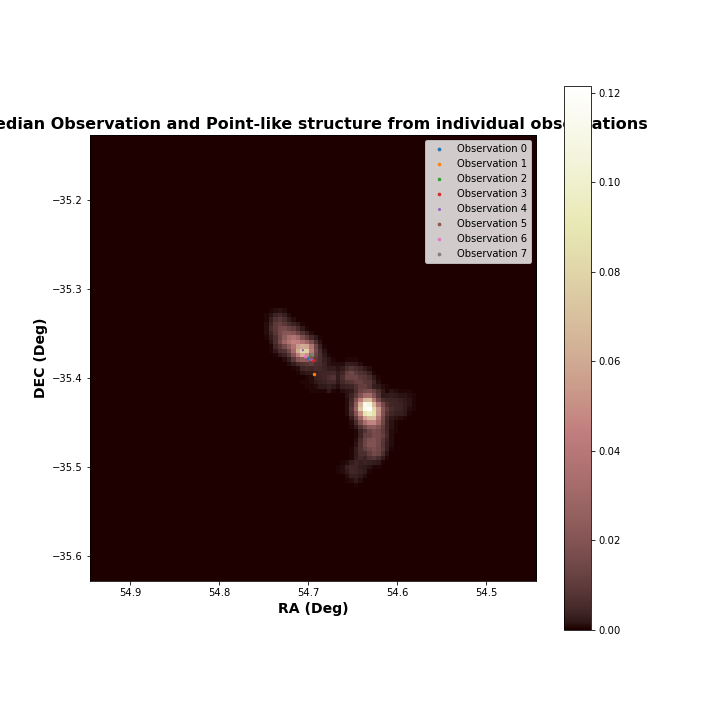 edian Observation and Point-like structure from individual obse ations
Observation 0
Observation 1
Observation 2
Observation 3
Observation 4
Observation 5
Observation 6
Observation 7
0.12
0.10
0.08
0.06
0.04
0.02
0.00
−35.2
−35.3
−35.4
−35.5
−35.6
DEC (Deg)
54.9 54.8 54.7 54.6 54.5
RA (Deg)